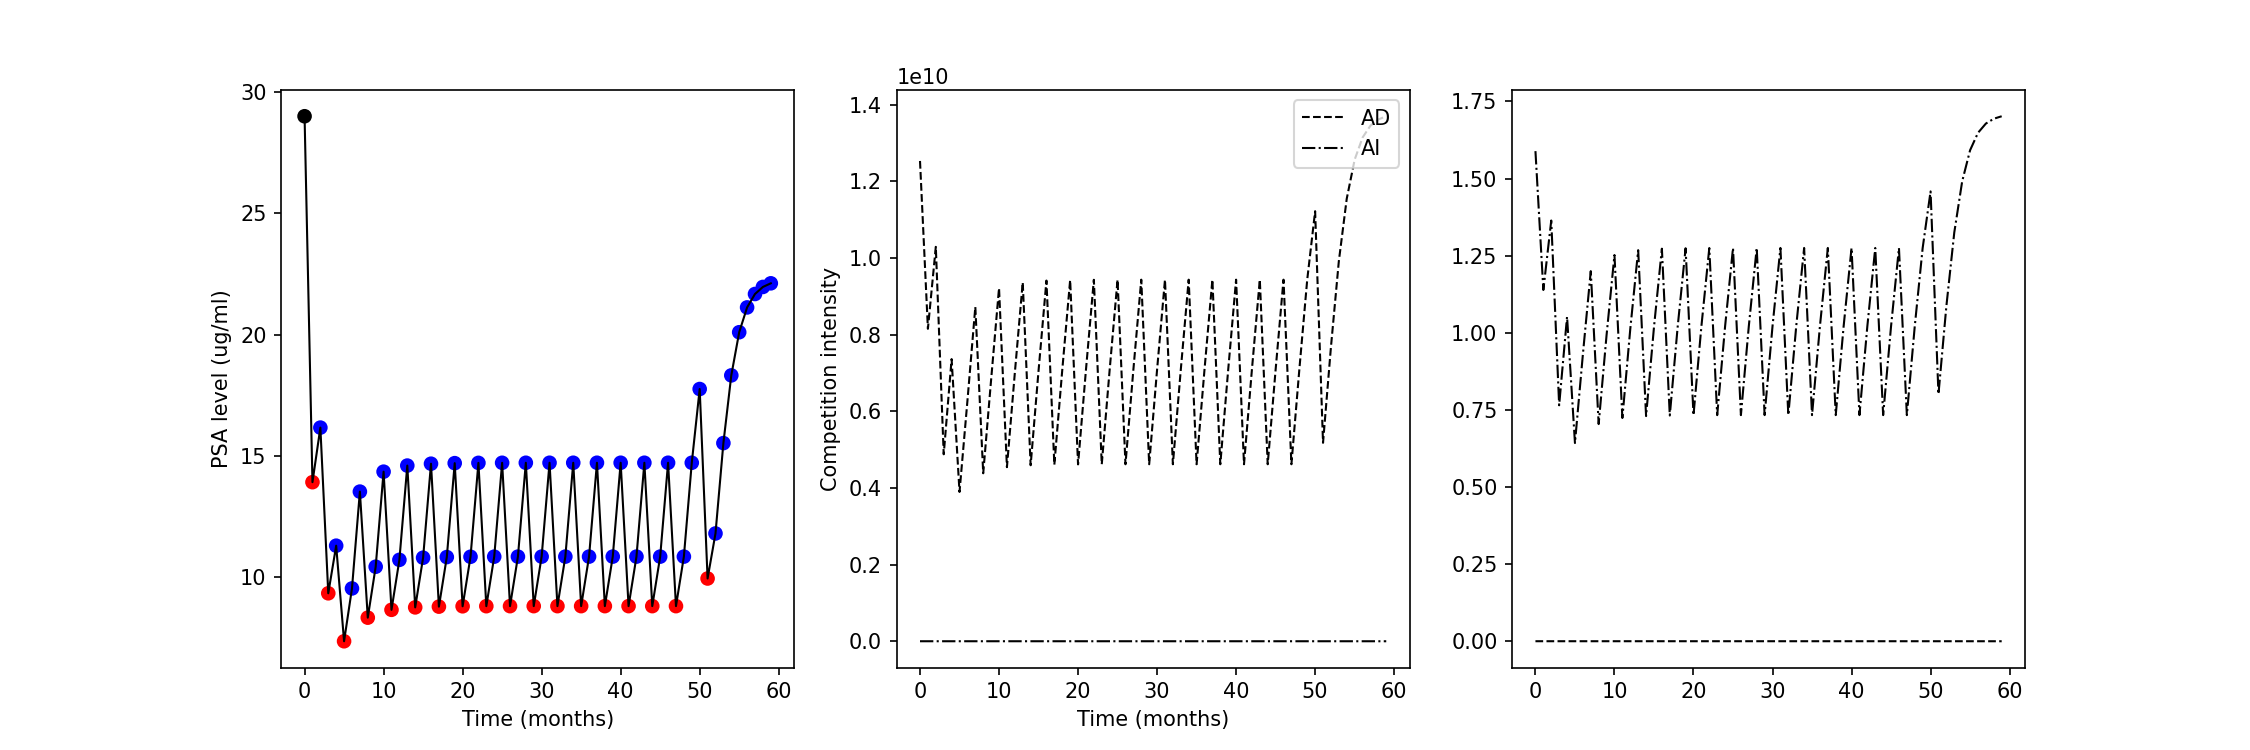 30
25
20
15
10
PSA level (ug/ml)
0 10 20 30 40 50 60
Time (months)
1e10
1.4
1.2
1.0
0.8
0.6
0.4
0.2
0.0
Competition intensity
AD
AI
0 10 20 30 40 50 60
Time (months)
1.75
1.50
1.25
1.00
0.75
0.50
0.25
0.00
0 10 20 30 40 50 60